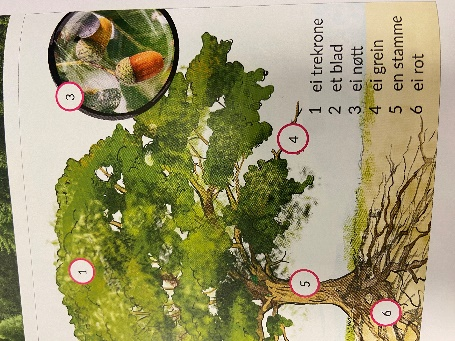 1 ei trekrone
2 et blad
3 ei nøtt
4 ei grein
5 en stamme
6 ei rot
3
4
1
5
6